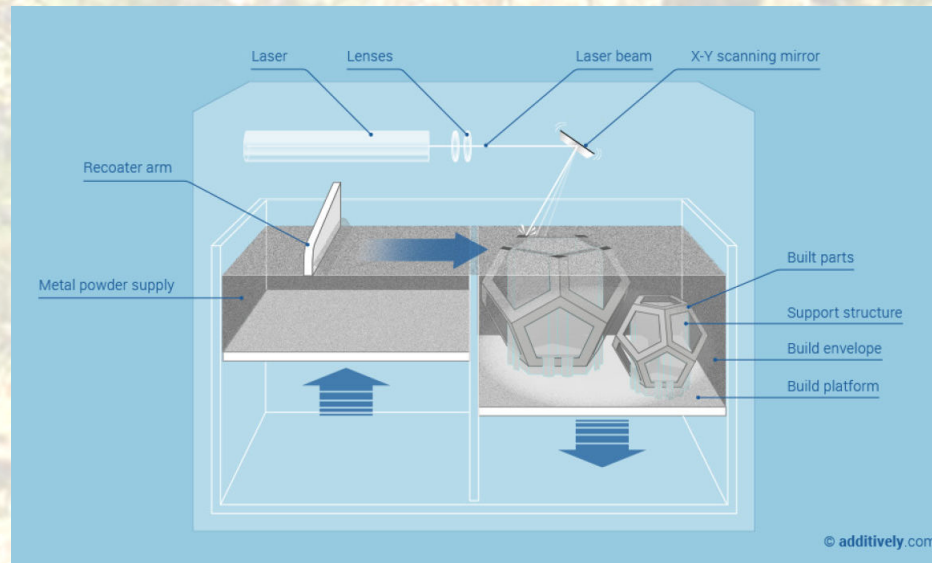 Laser
Lenses
Laser beam
X-Y scanning mirror
Recoater arm
Metal powder supply
Built parts
Support structure
Build envelope
Build platform
© additively.com